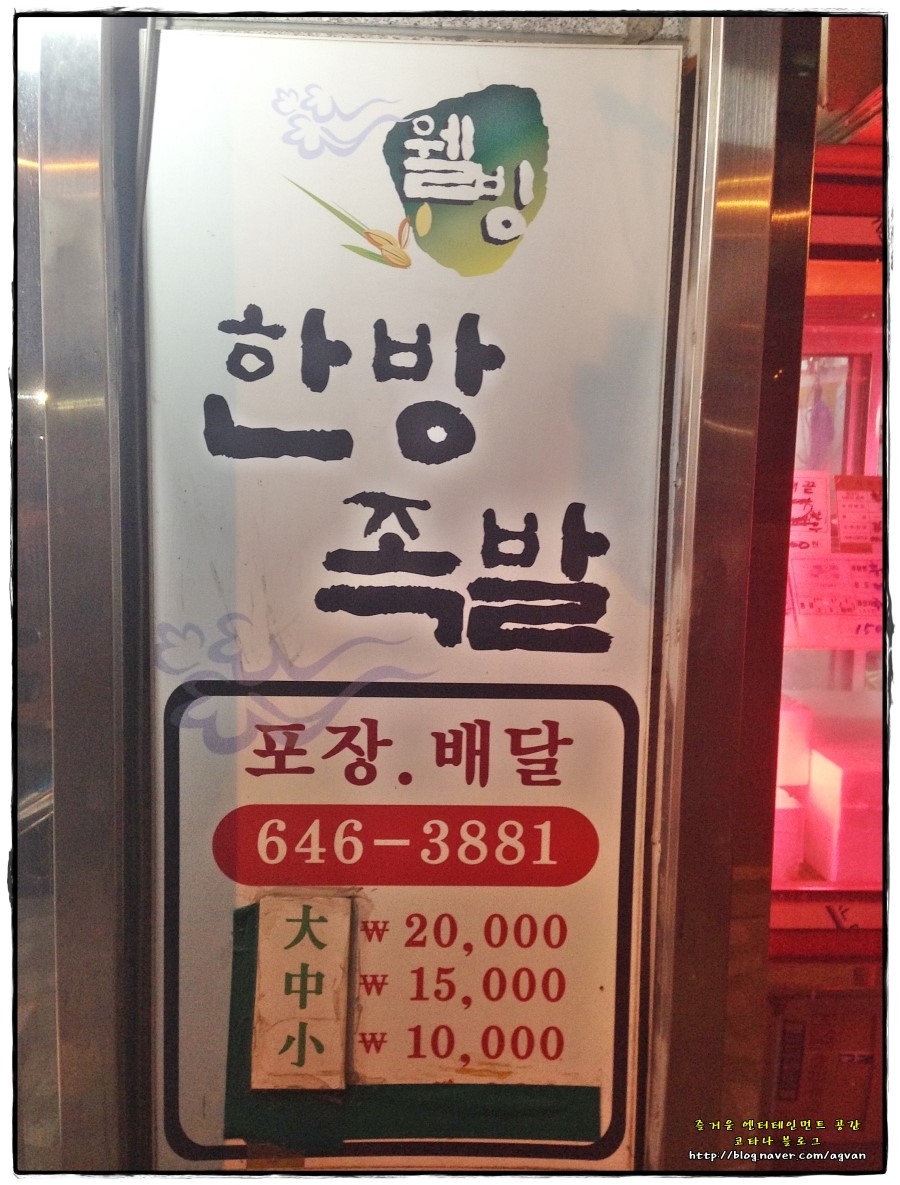 웰빙
한방
족발
포장.배달
646-3881
大 ₩ 20,000
中 ₩ 15,000
小 ₩ 10,000
즐거운 엔터테인먼트 공간
코타나 블로그
http://blog.naver.com/agvan